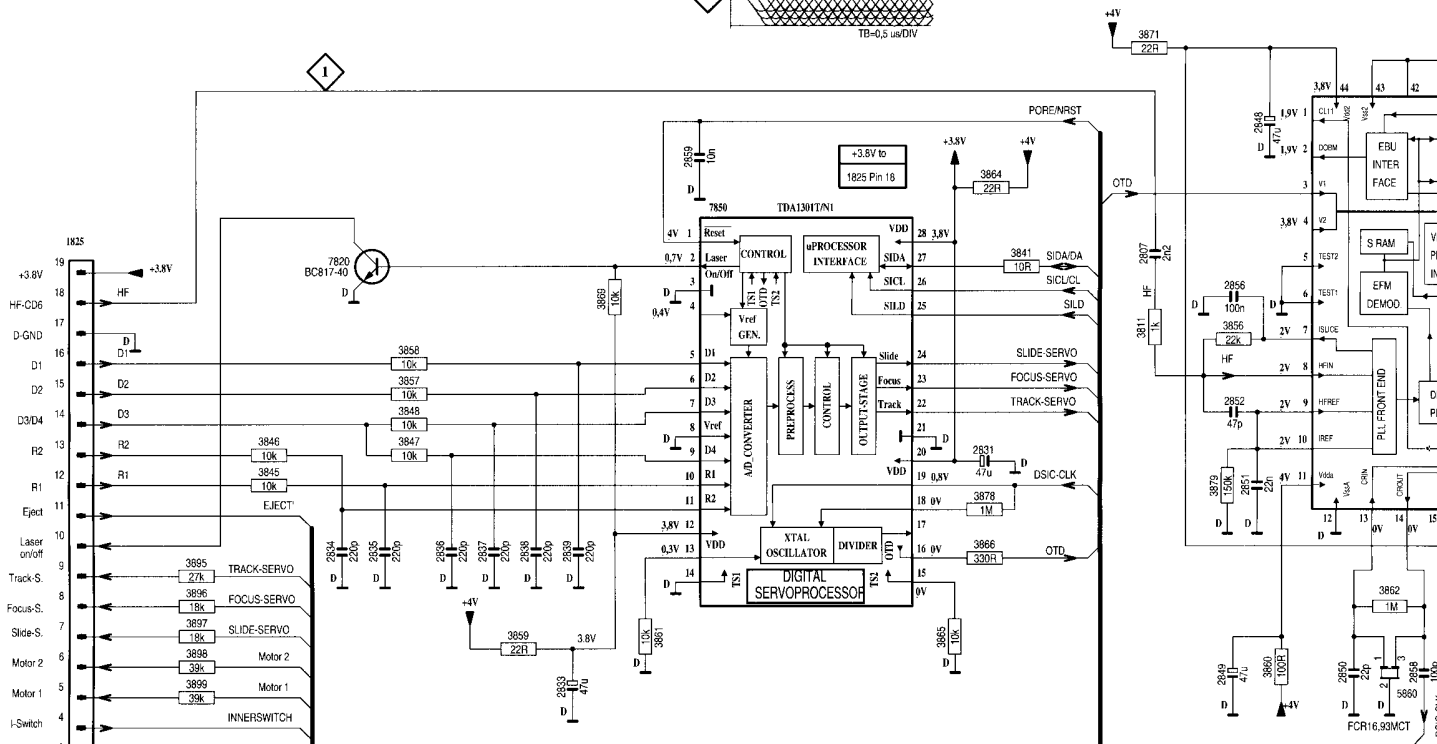 TB=0,5 us/DIV
1
+4V
3871
22R
3,8V 44
43
42
PORE/NRST
2848
47u
D
1,9V 1
CL11
Vdd2
Vss2
1,9V 2
DOBM
EBU
INTER
FACE
2859
10n
D
+3.8V to
1825 Pin 18
+3.8V
+4V
3864
22R
OTD
3
V1
3,8V 4
V2
7850
TDA1301T/N1
4V 1
Reset
0,7V 2
Laser
On/Off
D
3
0,4V
4
CONTROL
TS1
OTD
TS2
Vref
GEN.
uPROCESSOR
INTERFACE
VDD
28 3,8V
SIDA
27
3841
10R
SIDA/DA
SICL
26
SICL/CL
SILD
25
SILD
2807
2n2
HF
3811
1k
S RAM
EFM
DEMOD.
5
TEST2
D
6
TEST1
1825
19
+3.8V
+3.8V
18
HF
HF-CD6
17
D-GND
D
7820
BC817-40
D
3869
10k
2856
100n
D
3856
22k
2V 7
ISLICE
HF
2V 8
HFIN
2852
47p
2V 9
HFREF
2V 10
IREF
PLL FRONT END
16
D1
D1
3858
10k
15
D2
D2
3857
10k
14
D3/D4
D3
3848
10k
13
R2
R2
3846
10k
3847
10k
12
R1
R1
3845
10k
11
Eject
EJECT
10
Laser
on/off
5
D1
6
D2
7
D3
D
8
Vref
9
D4
10
R1
11
R2
A/D_CONVERTER
PREPROCESS
CONTROL
OUTPUT-STAGE
Slide
24
SLIDE-SERVO
Focus
23
FOCUS-SERVO
Track
22
TRACK-SERVO
21
D
20
VDD
2831
47u
D
19 0,8V
DSIC-CLK
18 0V
3878
1M
17
16 0V
3866
330R
OTD
15
0V
3,8V 12
VDD
0,3V 13
14
D
TS1
XTAL
OSCILLATOR
DIVIDER
OTD
TS2
DIGITAL
SERVOPROCESSOR
2834
220p
D
2835
220p
D
2836
220p
D
2837
220p
D
2838
220p
D
2839
220p
D
3879
150k
D
2851
22n
D
4V 11
Vdda
VssA
CRIN
CROUT
12
D
13
0V
14
0V
15
9
Track-S.
3895
27k
TRACK-SERVO
8
Focus-S.
3896
18k
FOCUS-SERVO
7
Slide-S.
3897
18k
SLIDE-SERVO
6
Motor 2
3898
39k
Motor 2
5
Motor 1
3899
39k
Motor 1
4
I-Switch
INNERSWITCH
+4V
3859
22R
3.8V
2833
47u
D
3861
10k
D
3865
10k
D
3862
1M
2849
47u
D
3860
100R
+4V
2850
22p
D
1
2
3
D
5860
2858
100p
D
FCR16,93MCT